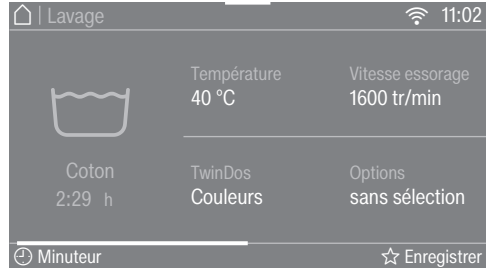 | Lavage
11:02
Température
40 °C
Vitesse essorage
1600 tr/min
Coton
2:29 h
TwinDos
Couleurs
Options
sans sélection
Minuteur
Enregistrer